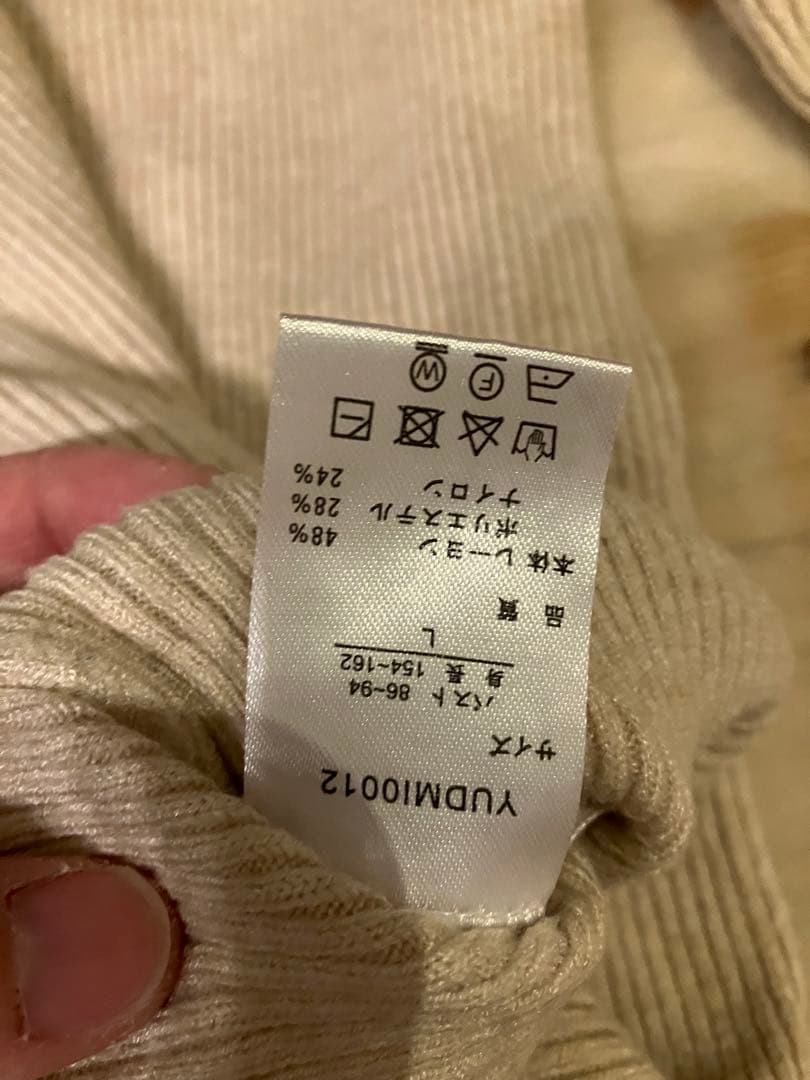 YUDMI0012
サイズ
バスト 86~94
身 長 154~162
L
品 質
本体 レーヨン 48%
ポリエステル 28%
ナイロン 24%
F W